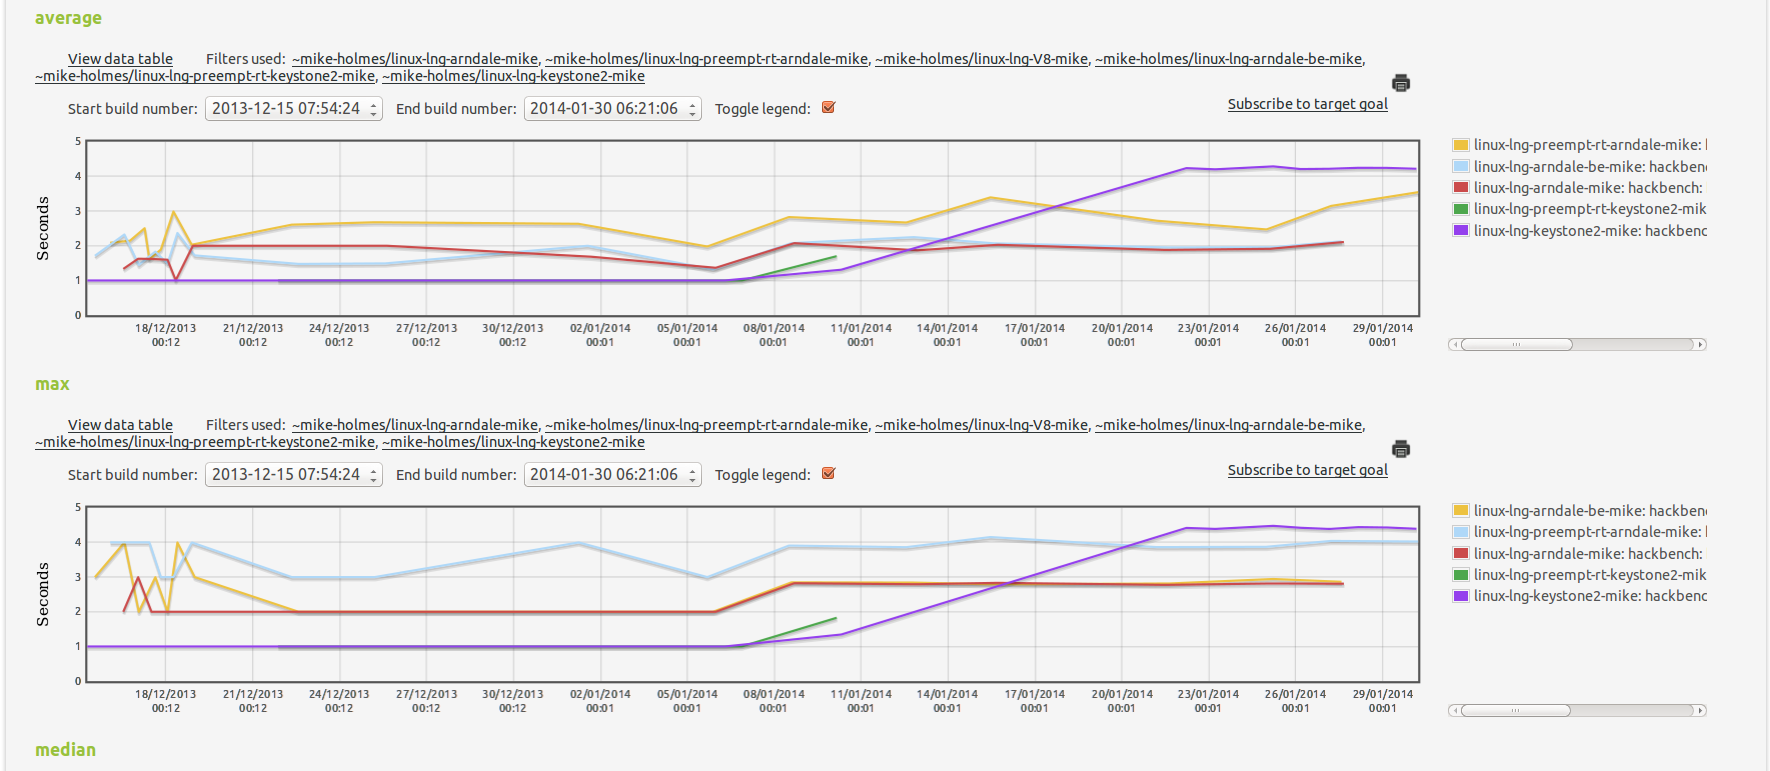 average
View data table Filters used: ~mike-holmes/linux-lng-arndale-mike, ~mike-holmes/linux-lng-preempt-rt-arndale-mike, ~mike-holmes/linux-lng-V8-mike, ~mike-holmes/linux-lng-arndale-be-mike,
~mike-holmes/linux-lng-preempt-rt-keystone2-mike, ~mike-holmes/linux-lng-keystone2-mike
Start build number: 2013-12-15 07:54:24 End build number: 2014-01-30 06:21:06 Toggle legend:
Subscribe to target goal
5
4
3
2
1
0
Seconds
18/12/2013 21/12/2013 24/12/2013 27/12/2013 30/12/2013 02/01/2014 05/01/2014 08/01/2014 11/01/2014 14/01/2014 17/01/2014 20/01/2014 23/01/2014 26/01/2014 29/01/2014
00:12 00:12 00:12 00:12 00:12 00:01 00:01 00:01 00:01 00:01 00:01 00:01 00:01 00:01 00:01
linux-lng-preempt-rt-arndale-mike:
linux-lng-arndale-be-mike: hackben
linux-lng-arndale-mike: hackbench:
linux-lng-preempt-rt-keystone2-mik
linux-lng-keystone2-mike: hackbenc
max
View data table Filters used: ~mike-holmes/linux-lng-arndale-mike, ~mike-holmes/linux-lng-preempt-rt-arndale-mike, ~mike-holmes/linux-lng-V8-mike, ~mike-holmes/linux-lng-arndale-be-mike,
~mike-holmes/linux-lng-preempt-rt-keystone2-mike, ~mike-holmes/linux-lng-keystone2-mike
Start build number: 2013-12-15 07:54:24 End build number: 2014-01-30 06:21:06 Toggle legend:
Subscribe to target goal
5
4
3
2
1
0
Seconds
18/12/2013 21/12/2013 24/12/2013 27/12/2013 30/12/2013 02/01/2014 05/01/2014 08/01/2014 11/01/2014 14/01/2014 17/01/2014 20/01/2014 23/01/2014 26/01/2014 29/01/2014
00:12 00:12 00:12 00:12 00:12 00:01 00:01 00:01 00:01 00:01 00:01 00:01 00:01 00:01 00:01
linux-lng-arndale-be-mike: hackben
linux-lng-preempt-rt-arndale-mike:
linux-lng-arndale-mike: hackbench:
linux-lng-preempt-rt-keystone2-mik
linux-lng-keystone2-mike: hackbenc
median